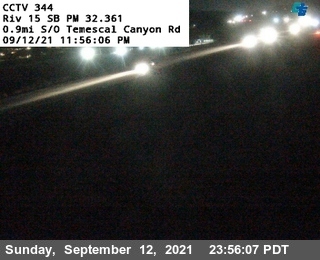 CCTV 344
Riv 15 SB PM 32.361
0.9mi S/O Temescal Canyon Rd
09/12/21 11:56:06 PM
Sunday, September 12, 2021 23:56:07 PDT